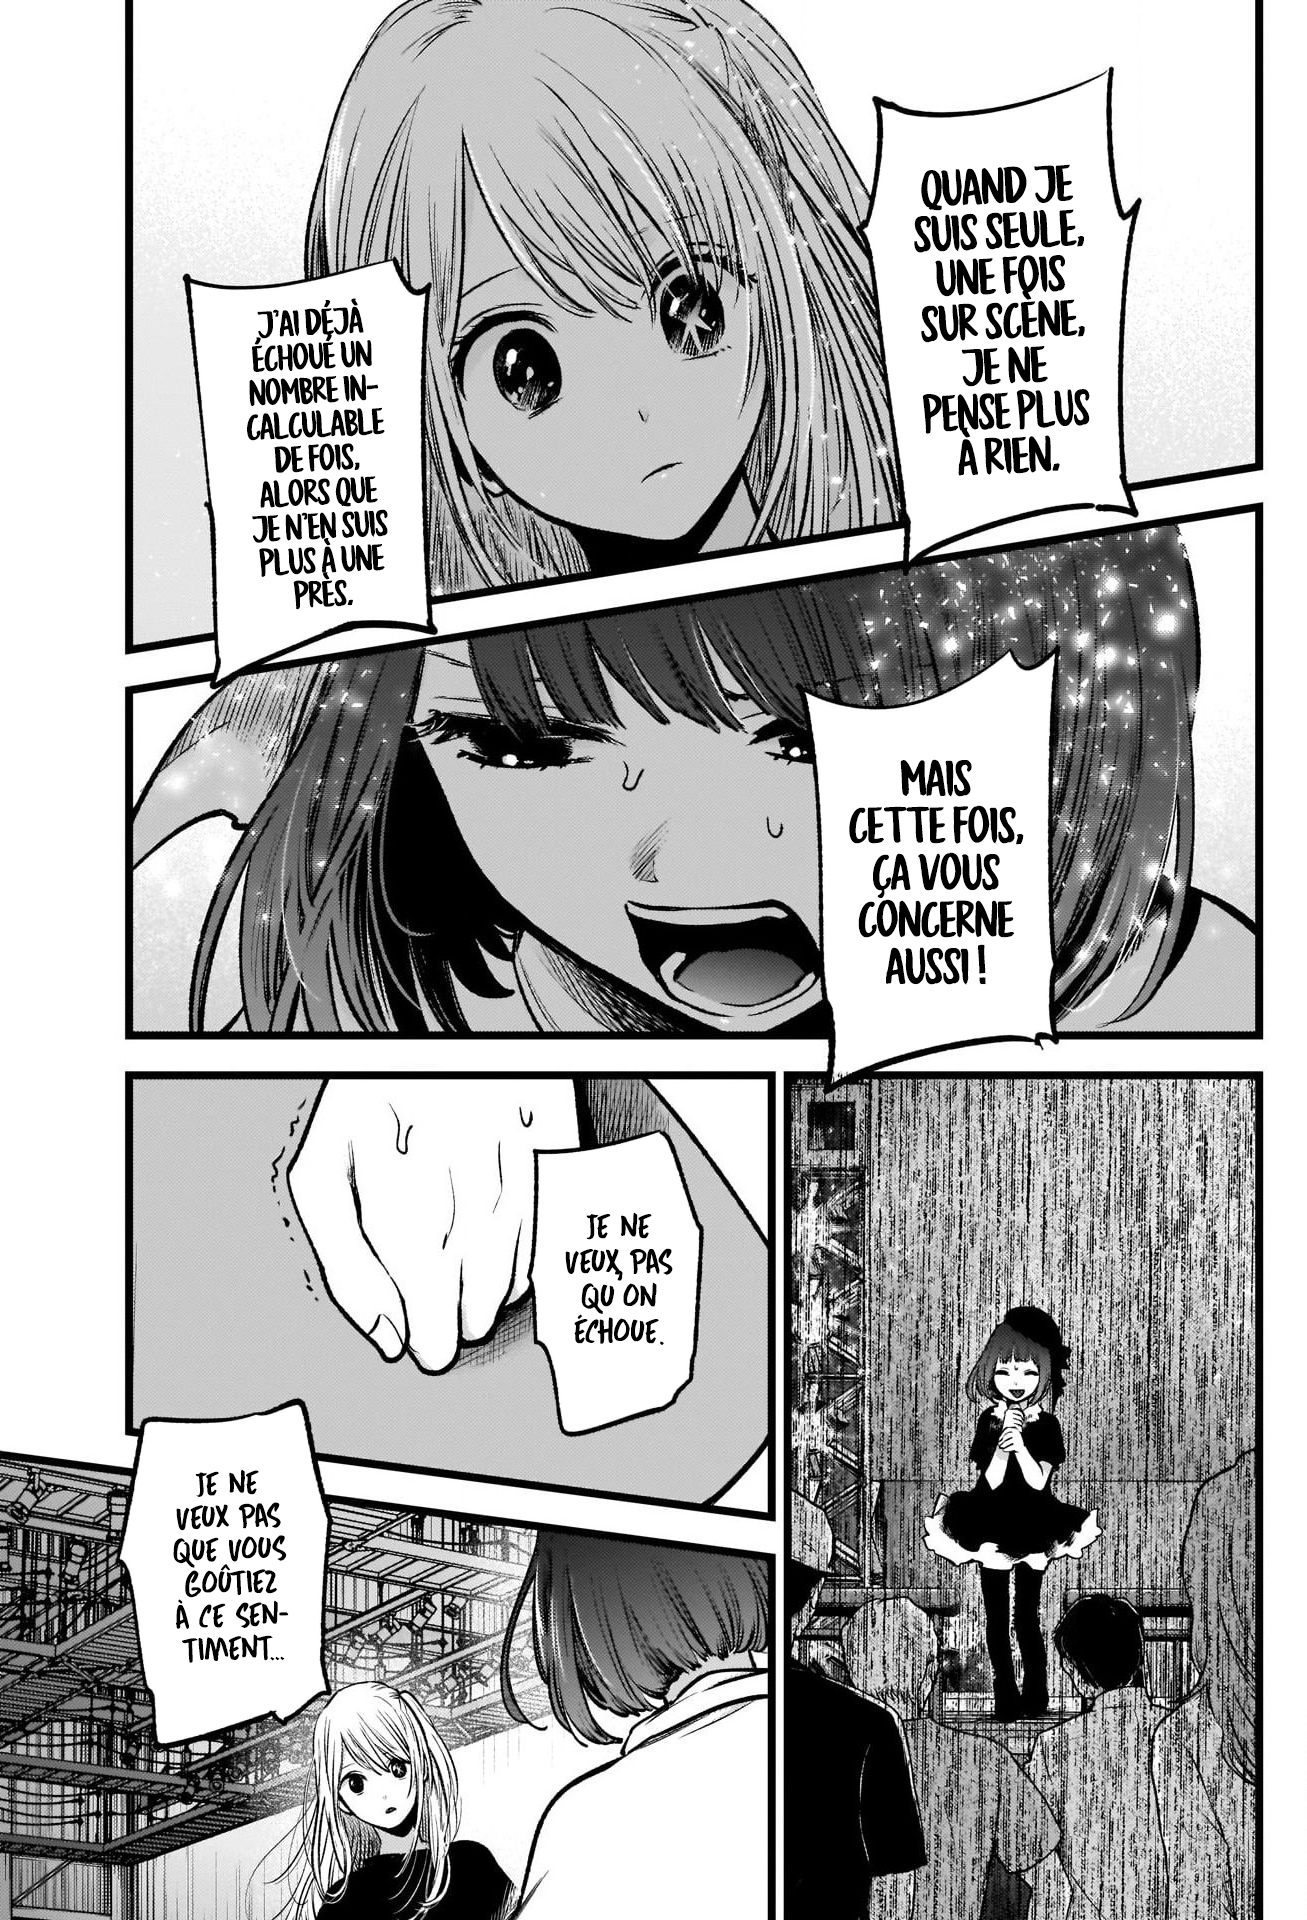 QUAND JE
SUIS SEULE,
UNE FOIS
SUR SCÈNE,
JE NE
PENSE PLUS
À RIEN.
J'AI DÉJÀ
ÉCHOUÉ UN
NOMBRE IN-
CALCULABLE
DE FOIS,
ALORS QUE
JE N'EN SUIS
PLUS À UNE
PRÈS.
MAIS
CETTE FOIS,
ÇA VOUS
CONCERNE
AUSSI !
JE NE
VEUX PAS
QU'ON
ÉCHOUE.
JE NE
VEUX PAS
QUE VOUS
GOÛTIEZ
À CE SEN-
TIMENT...